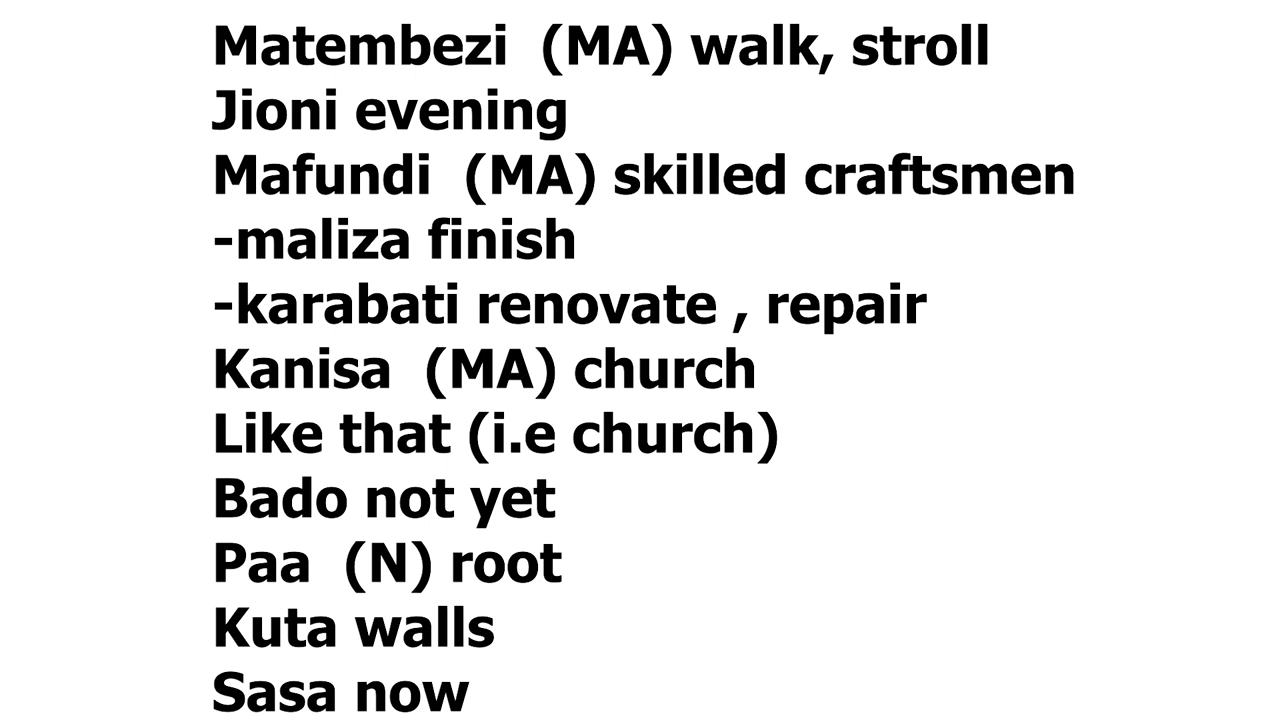 Matembezi (MA) walk, stroll
Jioni evening
Mafundi (MA) skilled craftsmen
-maliza finish
-karabati renovate , repair
Kanisa (MA) church
Like that (i.e church)
Bado not yet
Paa (N) root
Kuta walls
Sasa now